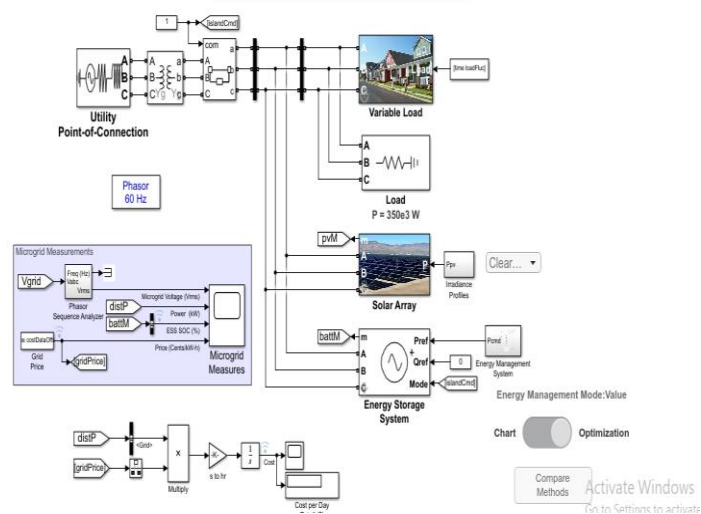 1
[islandCmd]
com
A
B
C
A
B
C
a
b
c
Yg
Yg
A
B
C
a
b
c
Utility
Point-of-Connection
[time loadFluc]
Variable Load
A
B
C
Load
P = 350e3 W
Phasor
60 Hz
Microgrid Measurements
Vgrid
Freq (Hz)
Vabc
Vrms
Phasor
Sequence Analyzer
Microgrid Voltage (Vrms)
distP
Power (kW)
battM
ESS SOC (%)
Price (Cents/kW-h)
Grid
Price
[gridPrice]
Microgrid
Measures
pvM
A
B
P
Solar Array
Ppv
Irradiance
Profiles
Clear...
battM
m
A
B
C
Pref
Qref
Mode
Energy Storage
System
Pcmd
0
Energy Management
System
[islandCmd]
Energy Management Mode:Value
Chart
Optimization
Compare
Methods
distP
<Grid>
[gridPrice]
x
Multiply
-K-
s to hr
1
s
Cost
Cost per Day
Activate Windows
Go to Settings to activate